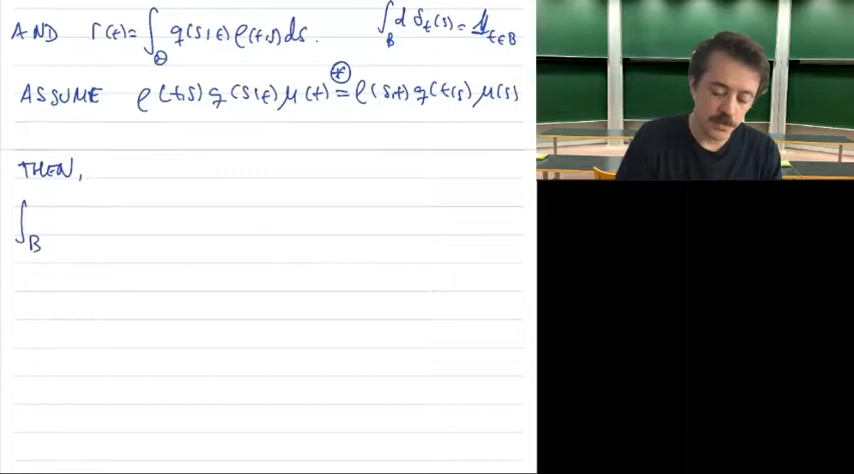 AND r(t) = ∫_Θ q(s|t) ρ(t,s) ds. ∫_B d δ_t(s) = 𝟙_{t∈B}
ASSUME ρ(t,s) q(s|t) μ(t) =^(*) ρ(s,t) q(t|s) μ(s)
THEN,
∫_B